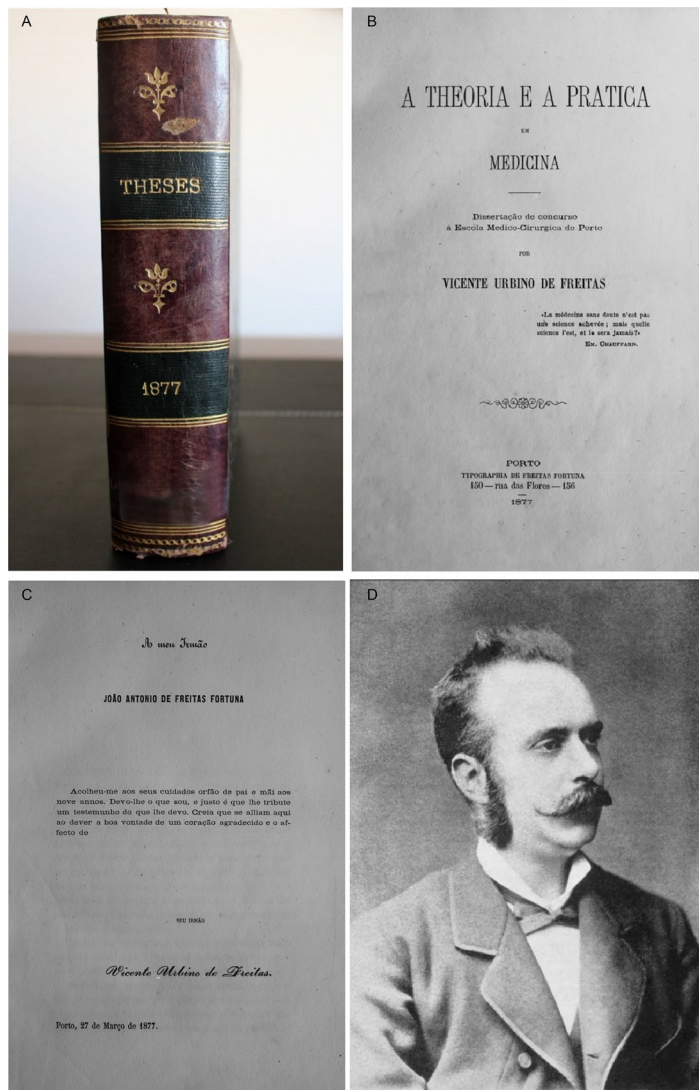 A
THESES
1877
B
A THEORIA E A PRATICA
EM
MEDICINA
Dissertação de concurso
á Escóla Medico-Cirurgica do Porto
POR
VICENTE URBINO DE FREITAS
«La médecine sans doute n'est pas
une science achevée; mais quelle
science l'est, et le sera jamais?»
EM. CHAUFFARD.
PORTO
TYPOGRAPHIA DE FREITAS FORTUNA
150—rua das Flores—156
1877
C
A meu Irmão
JOÃO ANTONIO DE FREITAS FORTUNA
Acolheu-me aos seus cuidados orfão de pai e mãi aos
nove annos. Devo-lhe o que sou, e justo é que lhe tribute
um testemunho do que lhe devo. Creia que se alliam aqui
ao dever a boa vontade de um coração agradecido e o af-
fecto de
SEU IRMÃO
Vicente Urbino de Freitas.
Porto, 27 de Março de 1877.
D